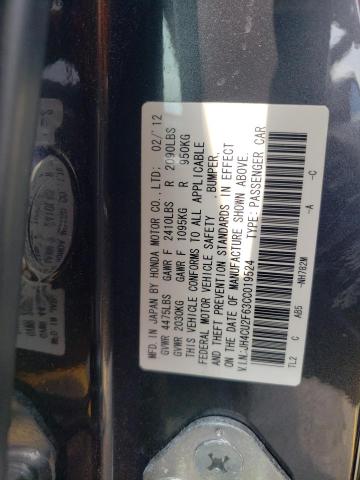 MFD. IN JAPAN BY HONDA MOTOR CO., LTD: 02/'12
GVWR 4475LBS GAWR F 2410LBS R 2090LBS
GVWR 2030KG GAWR F 1095KG R 950KG
THIS VEHICLE CONFORMS TO ALL APPLICABLE
FEDERAL MOTOR VEHICLE SAFETY BUMPER,
AND THEFT PREVENTION STANDARDS IN EFFECT
ON THE DATE OF MANUFACTURE SHOWN ABOVE.
V.I.N:JH4CU2F63CC019524 TYPE:PASSENGER CAR
TL2 C AB5 -NH782M -A -C